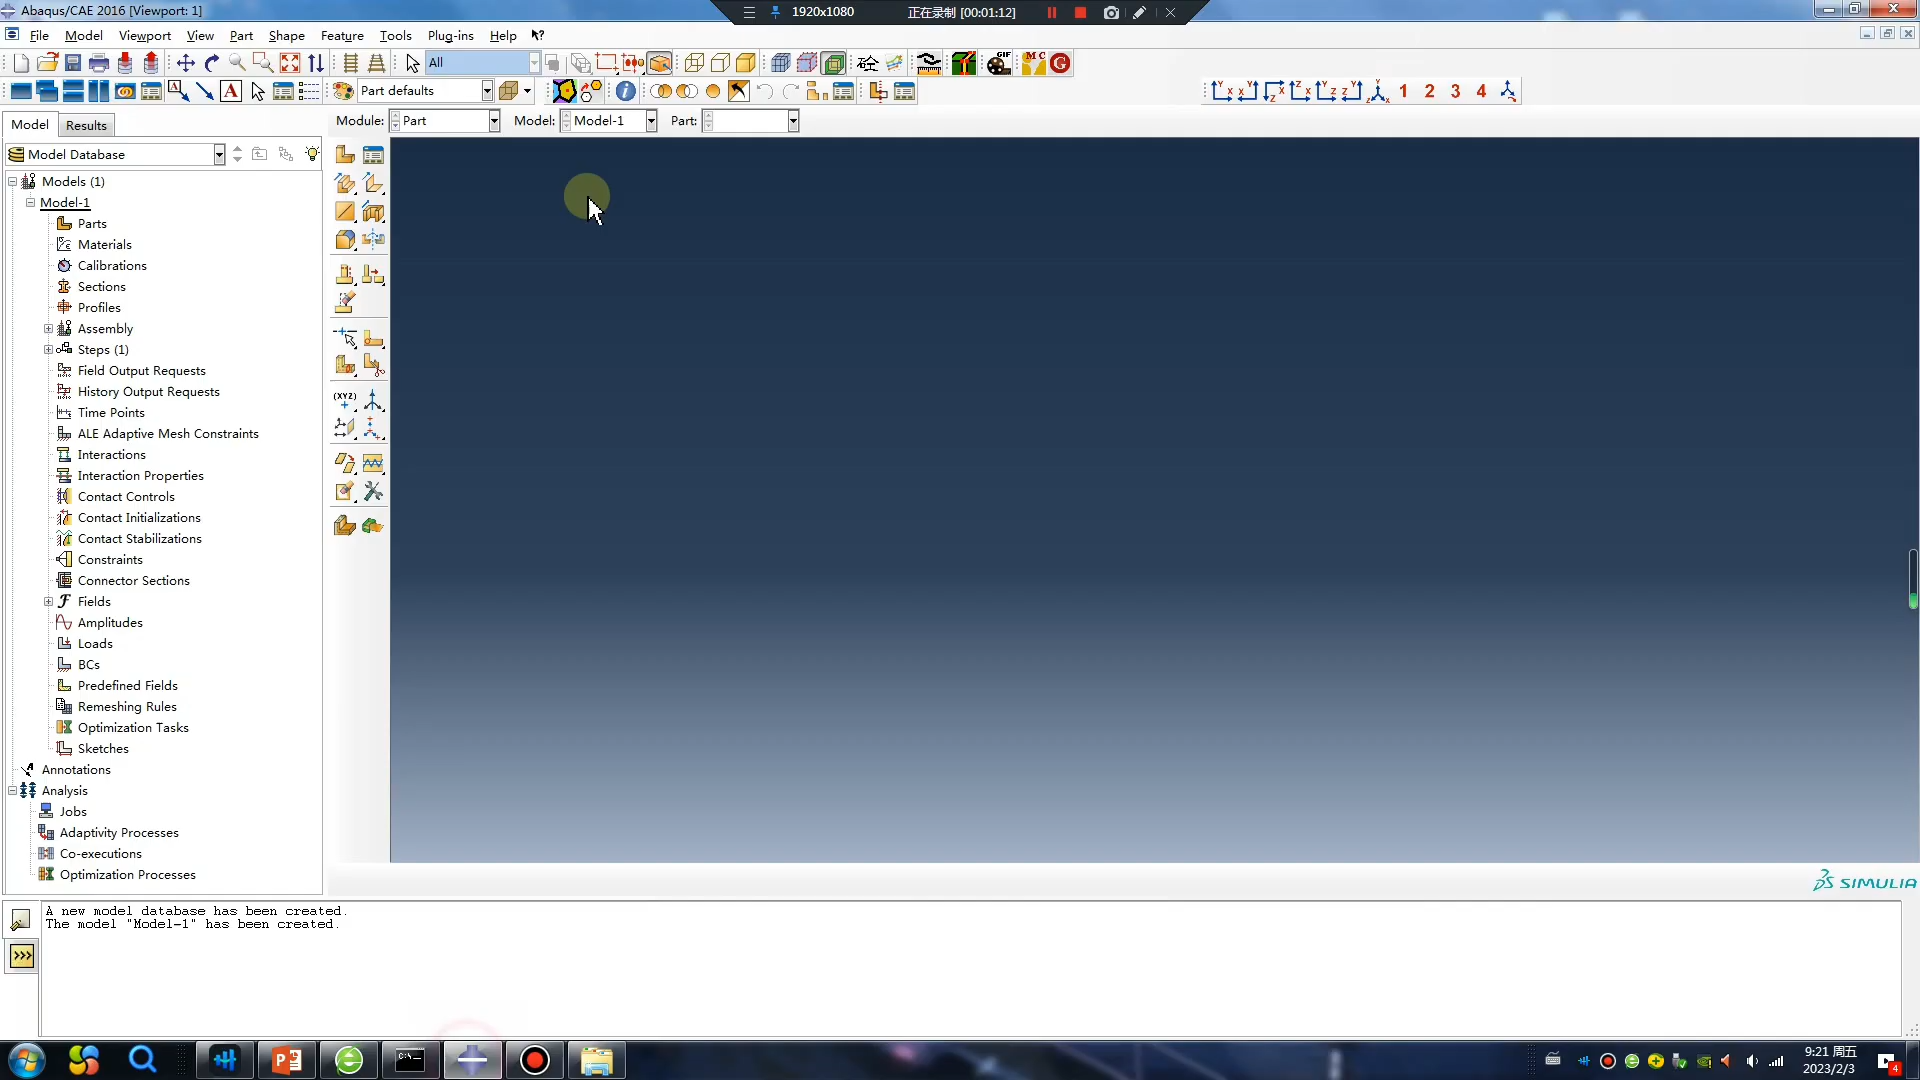 Abaqus/CAE 2016 [Viewport: 1]
1920x1080
正在录制 [00:01:12]
File
Model
Viewport
View
Part
Shape
Feature
Tools
Plug-ins
Help
All
GIF
M C
G
A
Part defaults
1
2
3
4
Model
Results
Module:
Part
Model:
Model-1
Part:
Model Database
Models (1)
Model-1
Parts
Materials
Calibrations
Sections
Profiles
Assembly
Steps (1)
Field Output Requests
History Output Requests
Time Points
ALE Adaptive Mesh Constraints
Interactions
Interaction Properties
Contact Controls
Contact Initializations
Contact Stabilizations
Constraints
Connector Sections
Fields
Amplitudes
Loads
BCs
Predefined Fields
Remeshing Rules
Optimization Tasks
Sketches
Annotations
Analysis
Jobs
Adaptivity Processes
Co-executions
Optimization Processes
(XYZ)
SIMULIA
A new model database has been created.
The model "Model-1" has been created.
>>>
9:21 周五
2023/2/3
4